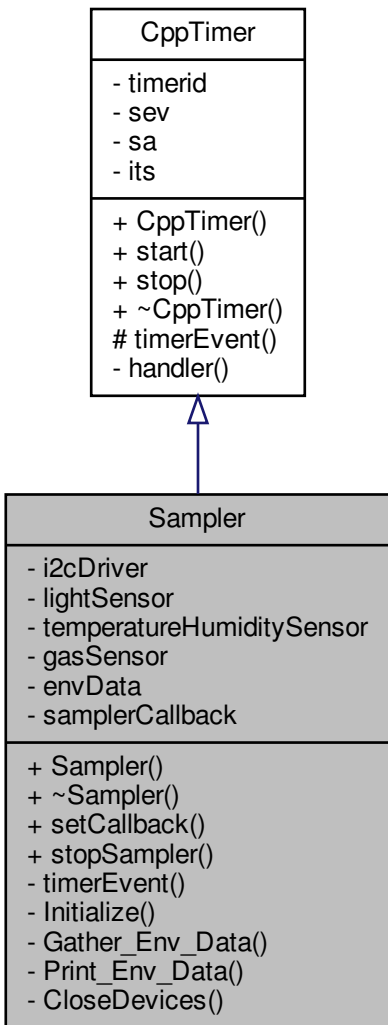 CppTimer
- timerid
- sev
- sa
- its
+ CppTimer()
+ start()
+ stop()
+ ~CppTimer()
# timerEvent()
- handler()
Sampler
- i2cDriver
- lightSensor
- temperatureHumiditySensor
- gasSensor
- envData
- samplerCallback
+ Sampler()
+ ~Sampler()
+ setCallback()
+ stopSampler()
- timerEvent()
- Initialize()
- Gather_Env_Data()
- Print_Env_Data()
- CloseDevices()